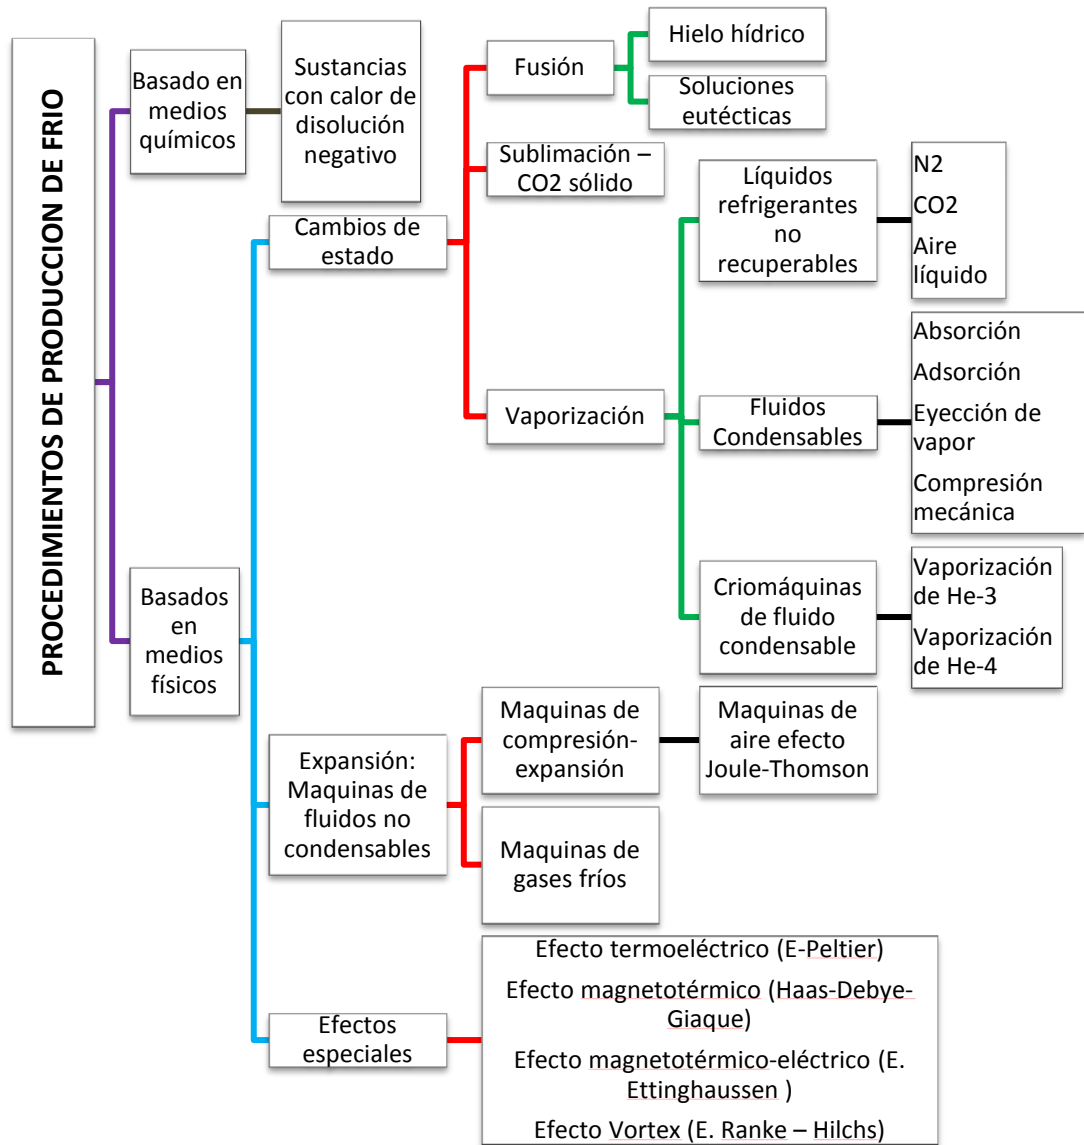 PROCEDIMIENTOS DE PRODUCCION DE FRIO
Basado en
medios
químicos
Sustancias
con calor de
disolución
negativo
Basados
en
medios
físicos
Cambios de
estado
Fusión
Hielo hídrico
Soluciones
eutécticas
Sublimación –
CO2 sólido
Vaporización
Líquidos
refrigerantes
no
recuperables
N2
CO2
Aire
líquido
Fluidos
Condensables
Absorción
Adsorción
Eyección de
vapor
Compresión
mecánica
Criomáquinas
de fluido
condensable
Vaporización
de He-3
Vaporización
de He-4
Expansión:
Maquinas de
fluidos no
condensables
Maquinas de
compresión-
expansión
Maquinas de
aire efecto
Joule-Thomson
Maquinas de
gases fríos
Efectos
especiales
Efecto termoeléctrico (E-Peltier)
Efecto magnetotérmico (Haas-Debye-
Giaque)
Efecto magnetotérmico-eléctrico (E.
Ettinghaussen )
Efecto Vortex (E. Ranke – Hilchs)